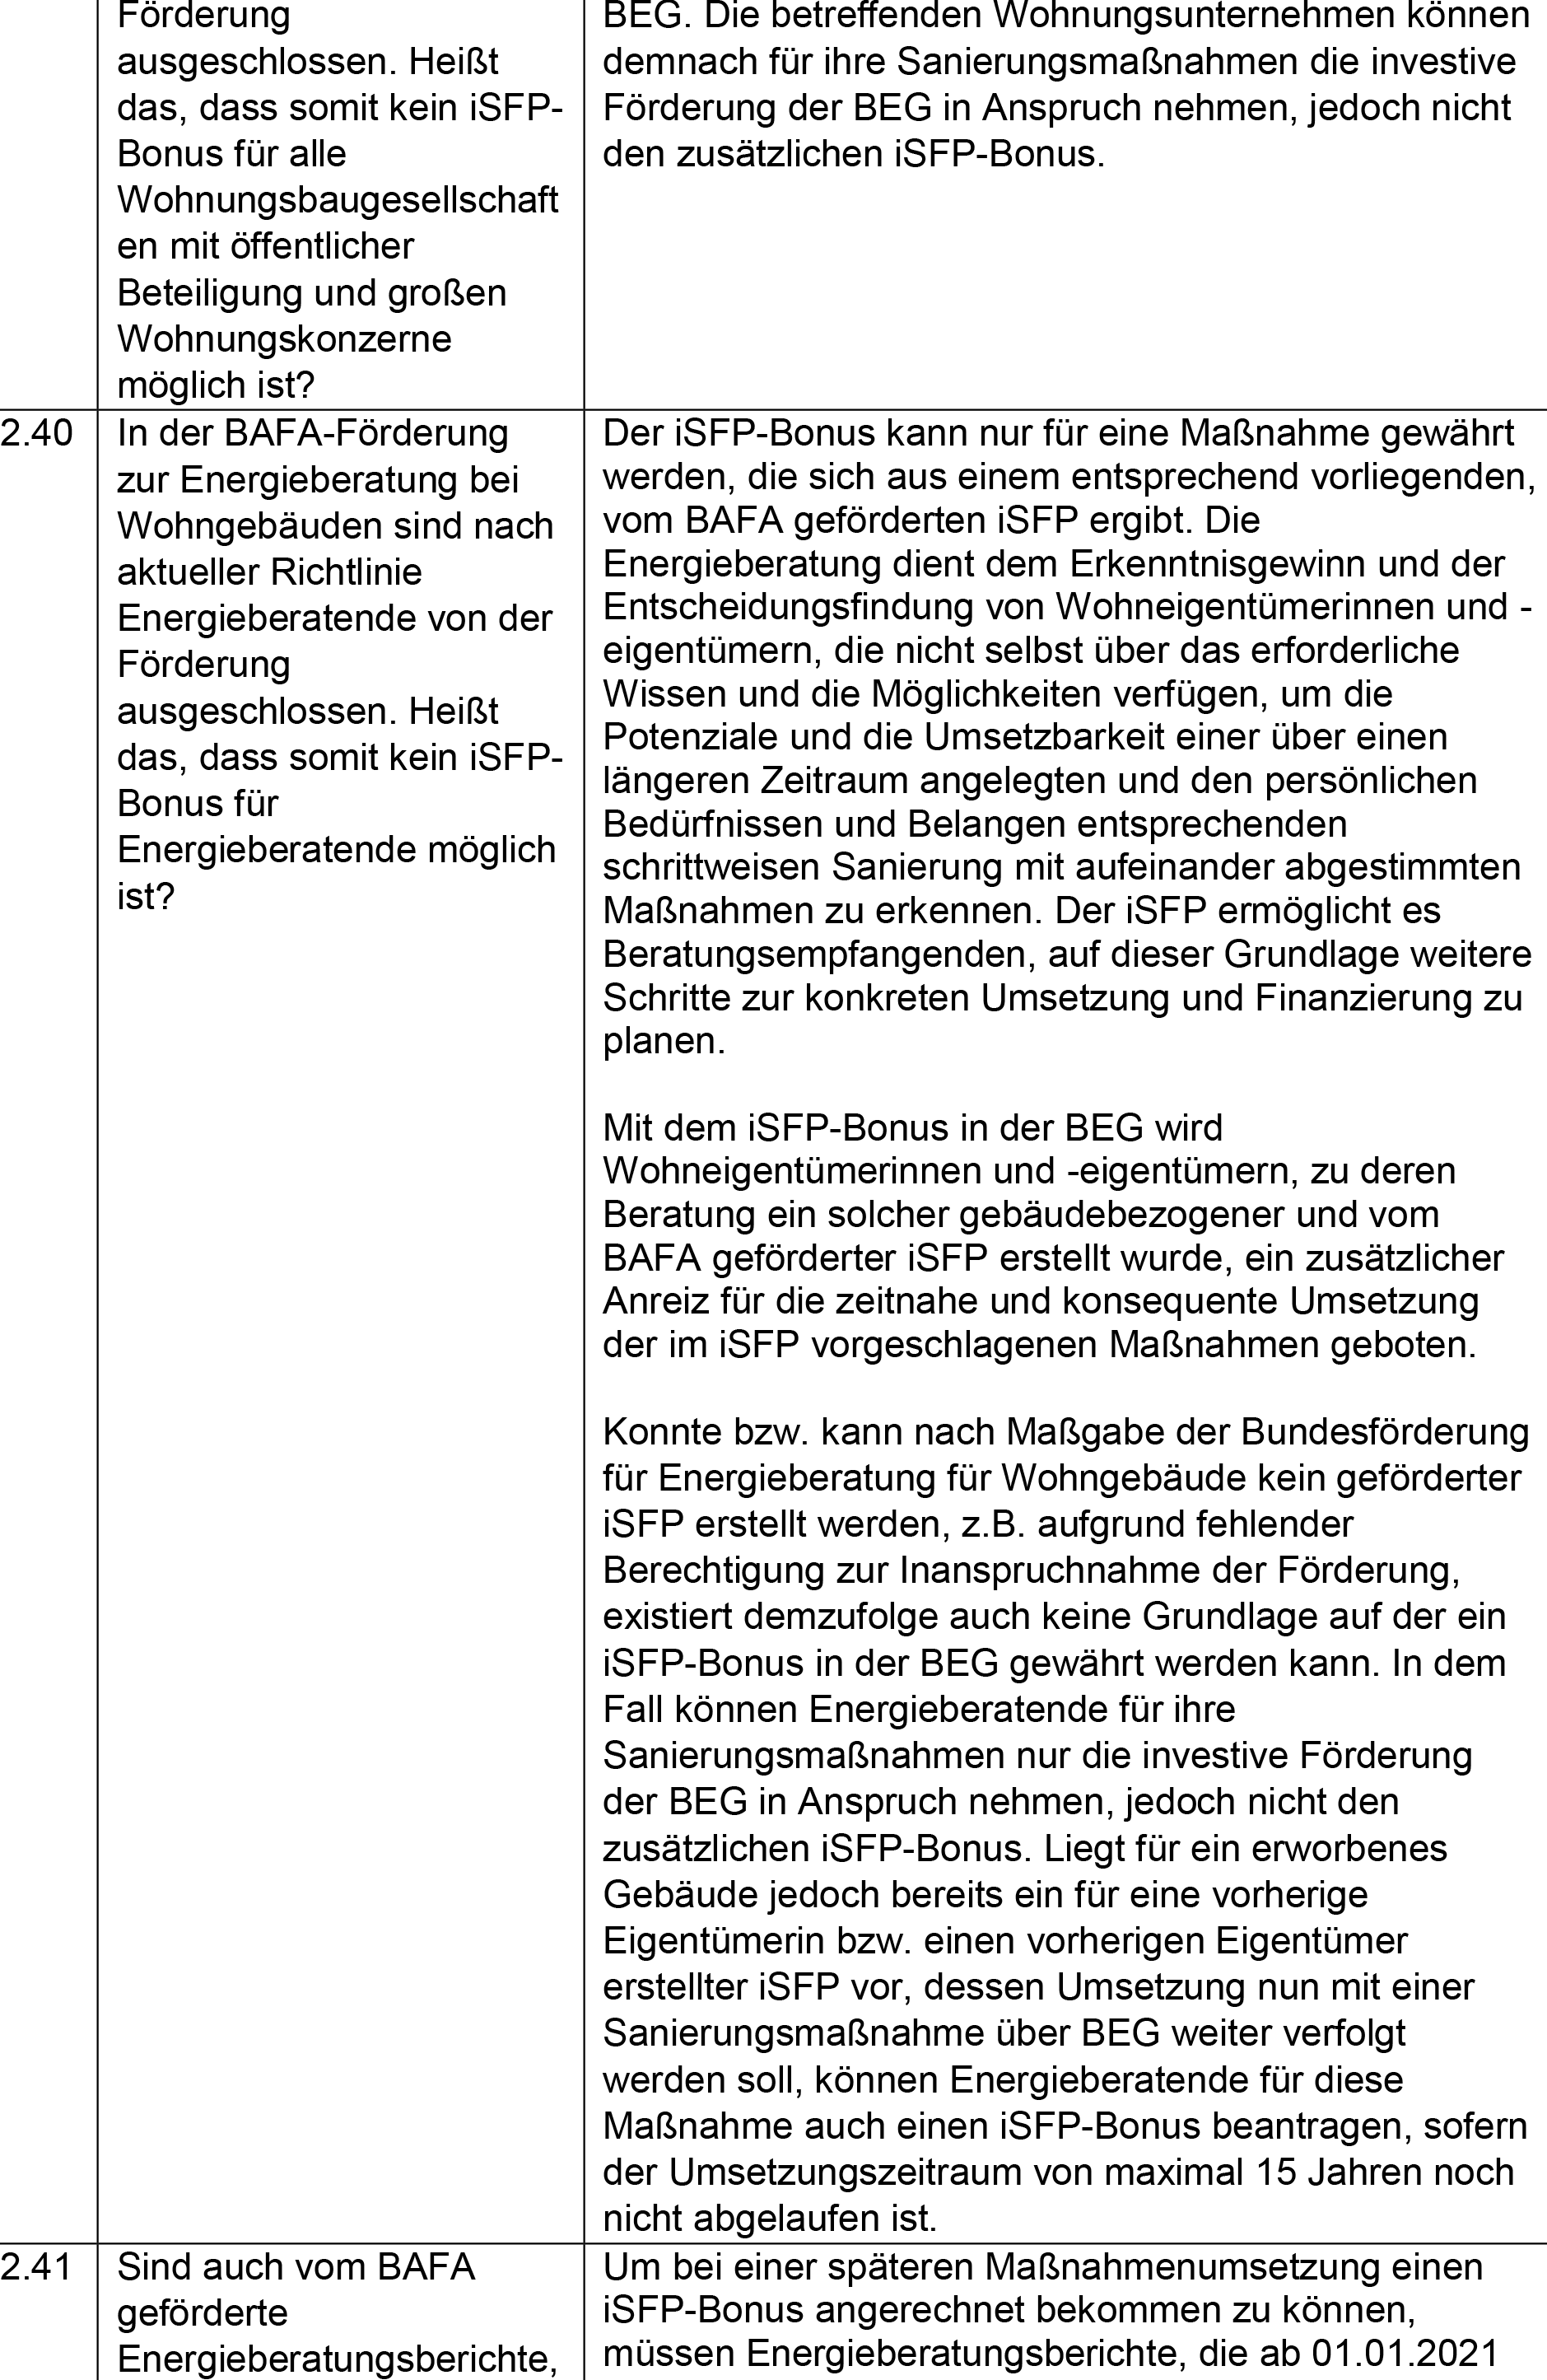 Förderung
ausgeschlossen. Heißt
das, dass somit kein iSFP-
Bonus für alle
Wohnungsbaugesellschaft
en mit öffentlicher
Beteiligung und großen
Wohnungskonzerne
möglich ist?
BEG. Die betreffenden Wohnungsunternehmen können
demnach für ihre Sanierungsmaßnahmen die investive
Förderung der BEG in Anspruch nehmen, jedoch nicht
den zusätzlichen iSFP-Bonus.
2.40
In der BAFA-Förderung
zur Energieberatung bei
Wohngebäuden sind nach
aktueller Richtlinie
Energieberatende von der
Förderung
ausgeschlossen. Heißt
das, dass somit kein iSFP-
Bonus für
Energieberatende möglich
ist?
Der iSFP-Bonus kann nur für eine Maßnahme gewährt
werden, die sich aus einem entsprechend vorliegenden,
vom BAFA geförderten iSFP ergibt. Die
Energieberatung dient dem Erkenntnisgewinn und der
Entscheidungsfindung von Wohneigentümerinnen und -
eigentümern, die nicht selbst über das erforderliche
Wissen und die Möglichkeiten verfügen, um die
Potenziale und die Umsetzbarkeit einer über einen
längeren Zeitraum angelegten und den persönlichen
Bedürfnissen und Belangen entsprechenden
schrittweisen Sanierung mit aufeinander abgestimmten
Maßnahmen zu erkennen. Der iSFP ermöglicht es
Beratungsempfangenden, auf dieser Grundlage weitere
Schritte zur konkreten Umsetzung und Finanzierung zu
planen.
Mit dem iSFP-Bonus in der BEG wird
Wohneigentümerinnen und -eigentümern, zu deren
Beratung ein solcher gebäudebezogener und vom
BAFA geförderter iSFP erstellt wurde, ein zusätzlicher
Anreiz für die zeitnahe und konsequente Umsetzung
der im iSFP vorgeschlagenen Maßnahmen geboten.
Konnte bzw. kann nach Maßgabe der Bundesförderung
für Energieberatung für Wohngebäude kein geförderter
iSFP erstellt werden, z.B. aufgrund fehlender
Berechtigung zur Inanspruchnahme der Förderung,
existiert demzufolge auch keine Grundlage auf der ein
iSFP-Bonus in der BEG gewährt werden kann. In dem
Fall können Energieberatende für ihre
Sanierungsmaßnahmen nur die investive Förderung
der BEG in Anspruch nehmen, jedoch nicht den
zusätzlichen iSFP-Bonus. Liegt für ein erworbenes
Gebäude jedoch bereits ein für eine vorherige
Eigentümerin bzw. einen vorherigen Eigentümer
erstellter iSFP vor, dessen Umsetzung nun mit einer
Sanierungsmaßnahme über BEG weiter verfolgt
werden soll, können Energieberatende für diese
Maßnahme auch einen iSFP-Bonus beantragen, sofern
der Umsetzungszeitraum von maximal 15 Jahren noch
nicht abgelaufen ist.
2.41
Sind auch vom BAFA
geförderte
Energieberatungsberichte,
Um bei einer späteren Maßnahmenumsetzung einen
iSFP-Bonus angerechnet bekommen zu können,
müssen Energieberatungsberichte, die ab 01.01.2021